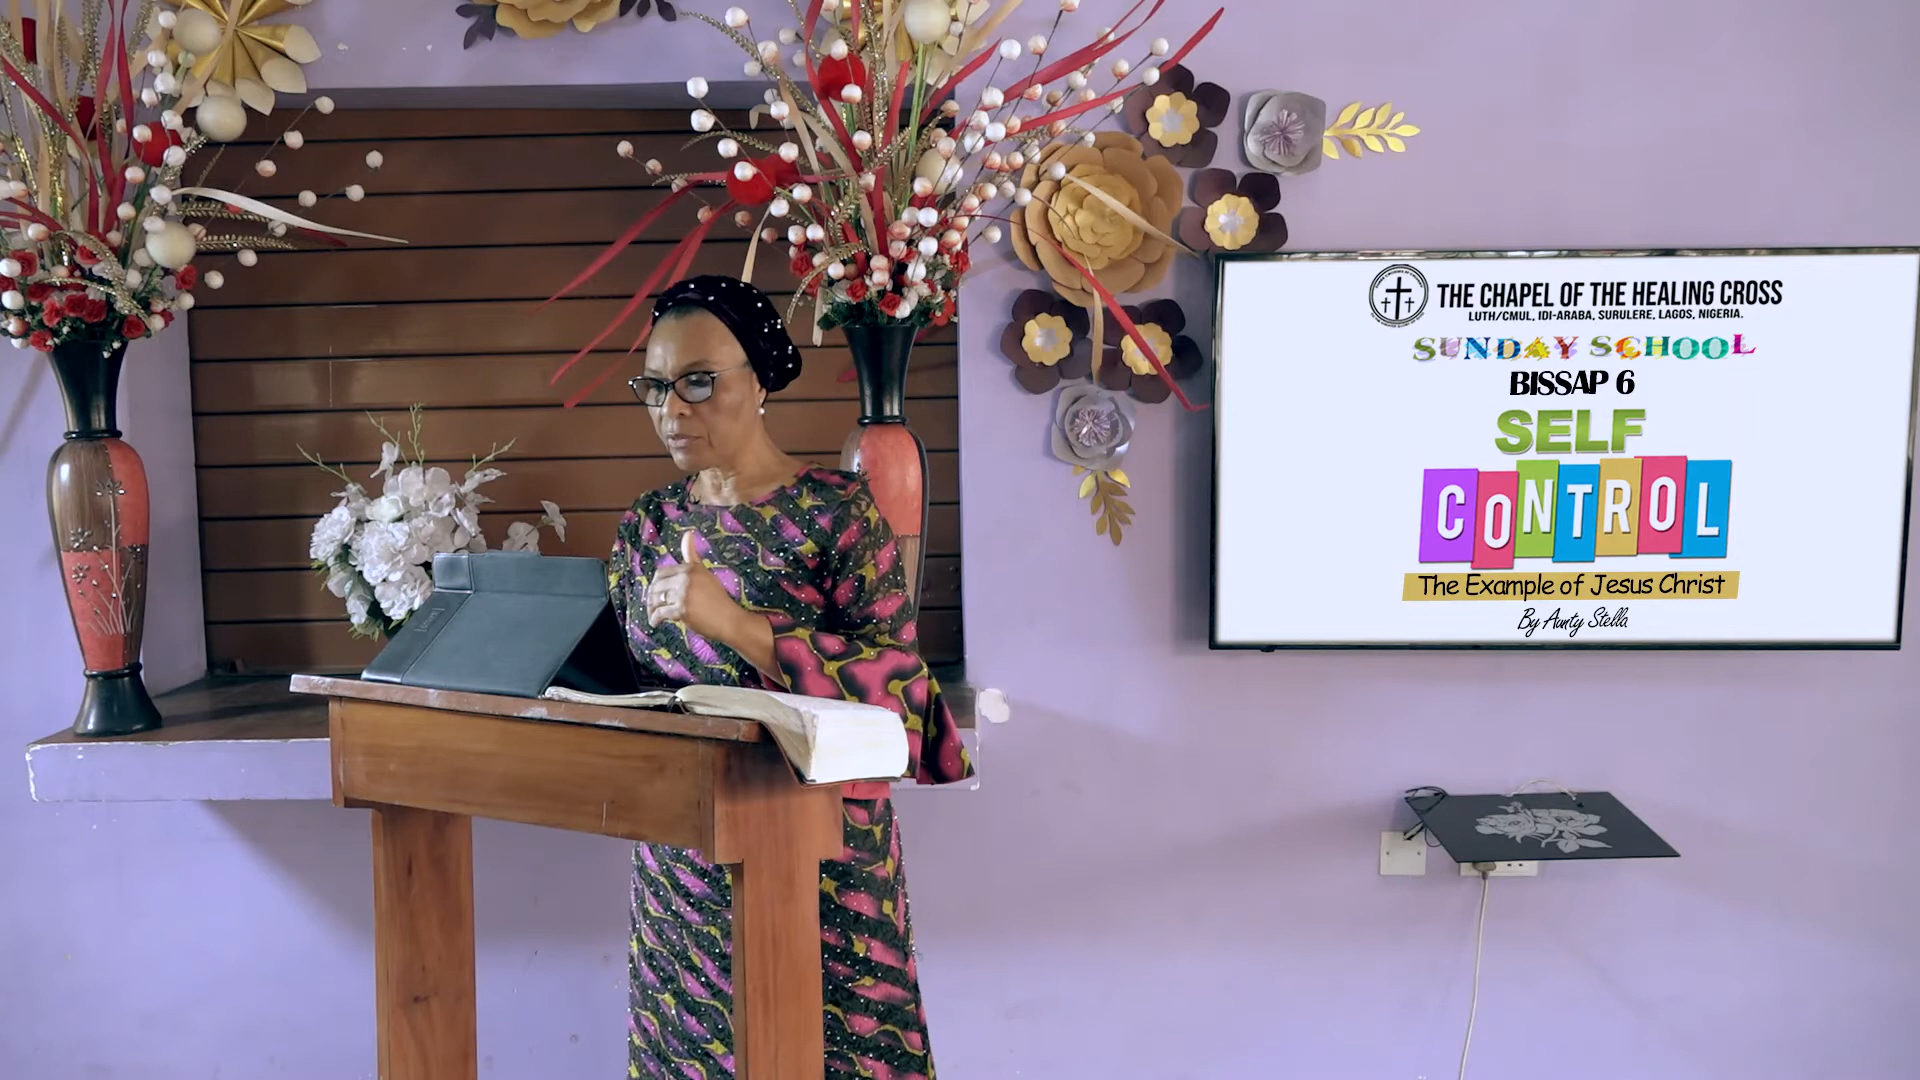 THE CHAPEL OF THE HEALING CROSS
LUTH/CMUL, IDI-ARABA, SURULERE, LAGOS, NIGERIA.
SUNDAY SCHOOL
BISSAP 6
SELF
CONTROL
The Example of Jesus Christ
By Aunty Stella